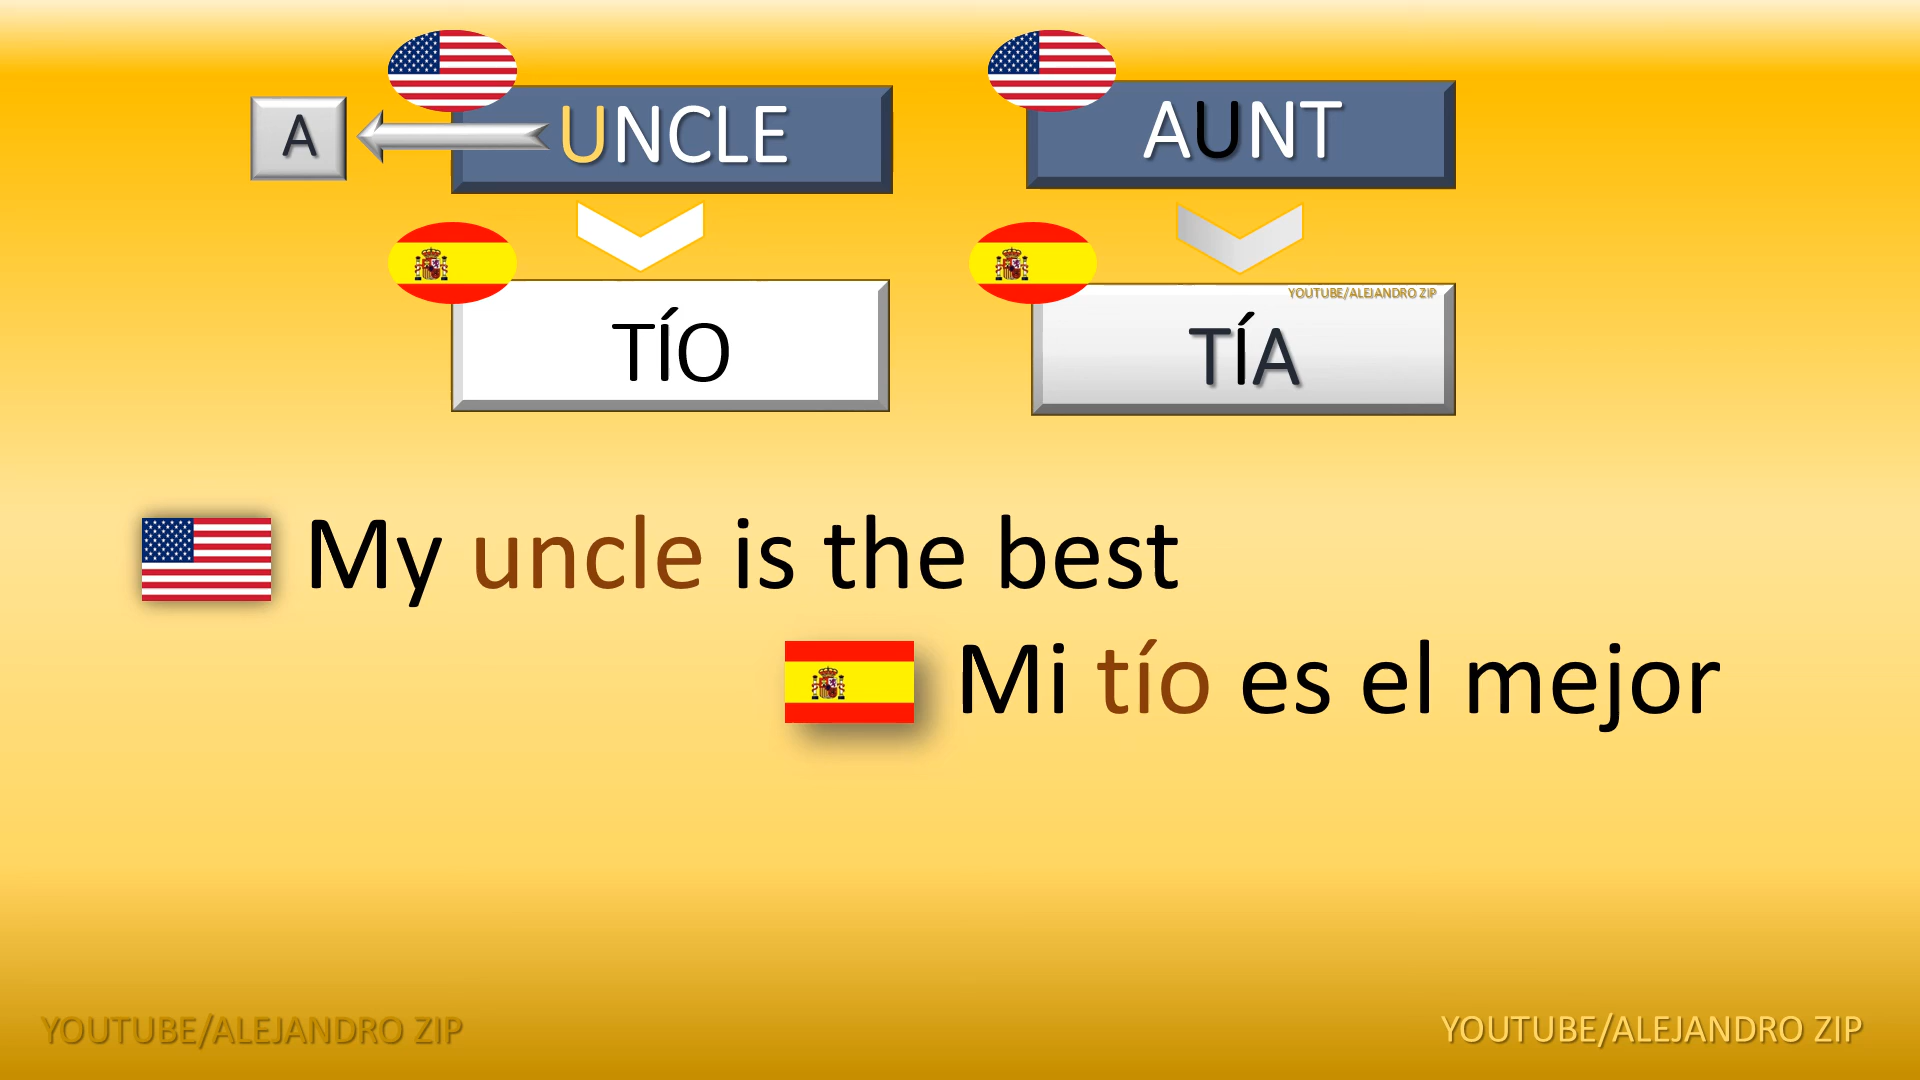 A
UNCLE
AUNT
TÍO
YOUTUBE/ALEJANDRO ZIP
TÍA
My uncle is the best
Mi tío es el mejor
YOUTUBE/ALEJANDRO ZIP
YOUTUBE/ALEJANDRO ZIP